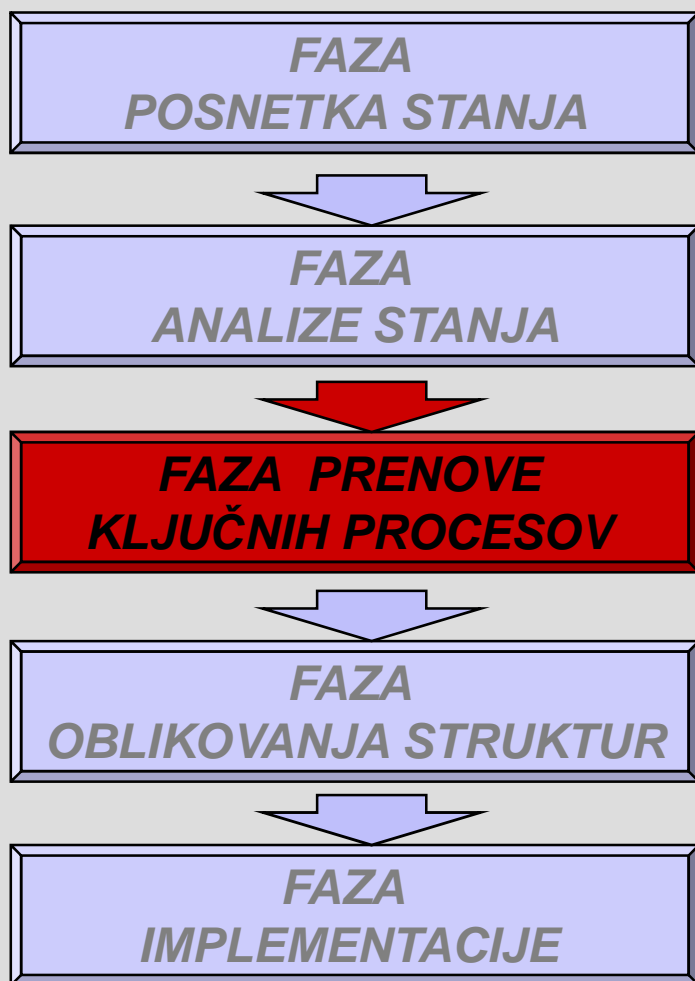 FAZA
POSNETKA STANJA
FAZA
ANALIZE STANJA
FAZA PRENOVE
KLJUČNIH PROCESOV
FAZA
OBLIKOVANJA STRUKTUR
FAZA
IMPLEMENTACIJE